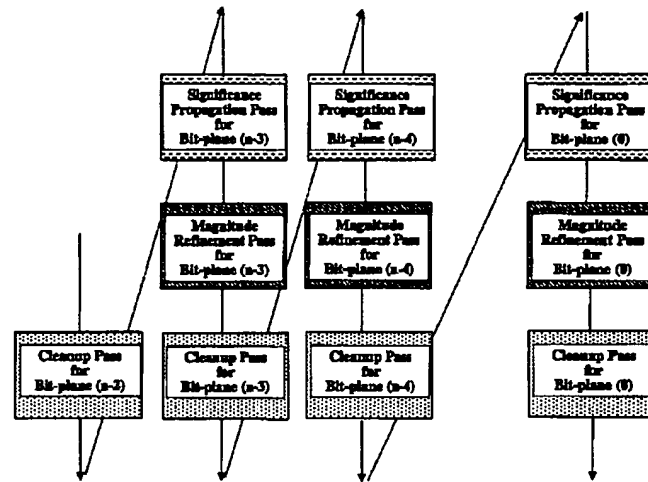 Significance
Propagation Pass
for
Bit-plane (n-3)
Significance
Propagation Pass
for
Bit-plane (n-4)
Significance
Propagation Pass
for
Bit-plane (0)
Magnitude
Refinement Pass
for
Bit-plane (n-3)
Magnitude
Refinement Pass
for
Bit-plane (n-4)
Magnitude
Refinement Pass
for
Bit-plane (0)
Cleanup Pass
for
Bit-plane (n-2)
Cleanup Pass
for
Bit-plane (n-3)
Cleanup Pass
for
Bit-plane (n-4)
Cleanup Pass
for
Bit-plane (0)